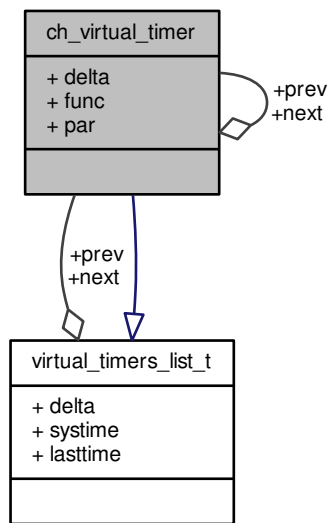 ch_virtual_timer
+ delta
+ func
+ par
+prev
+next
+prev
+next
virtual_timers_list_t
+ delta
+ systime
+ lasttime